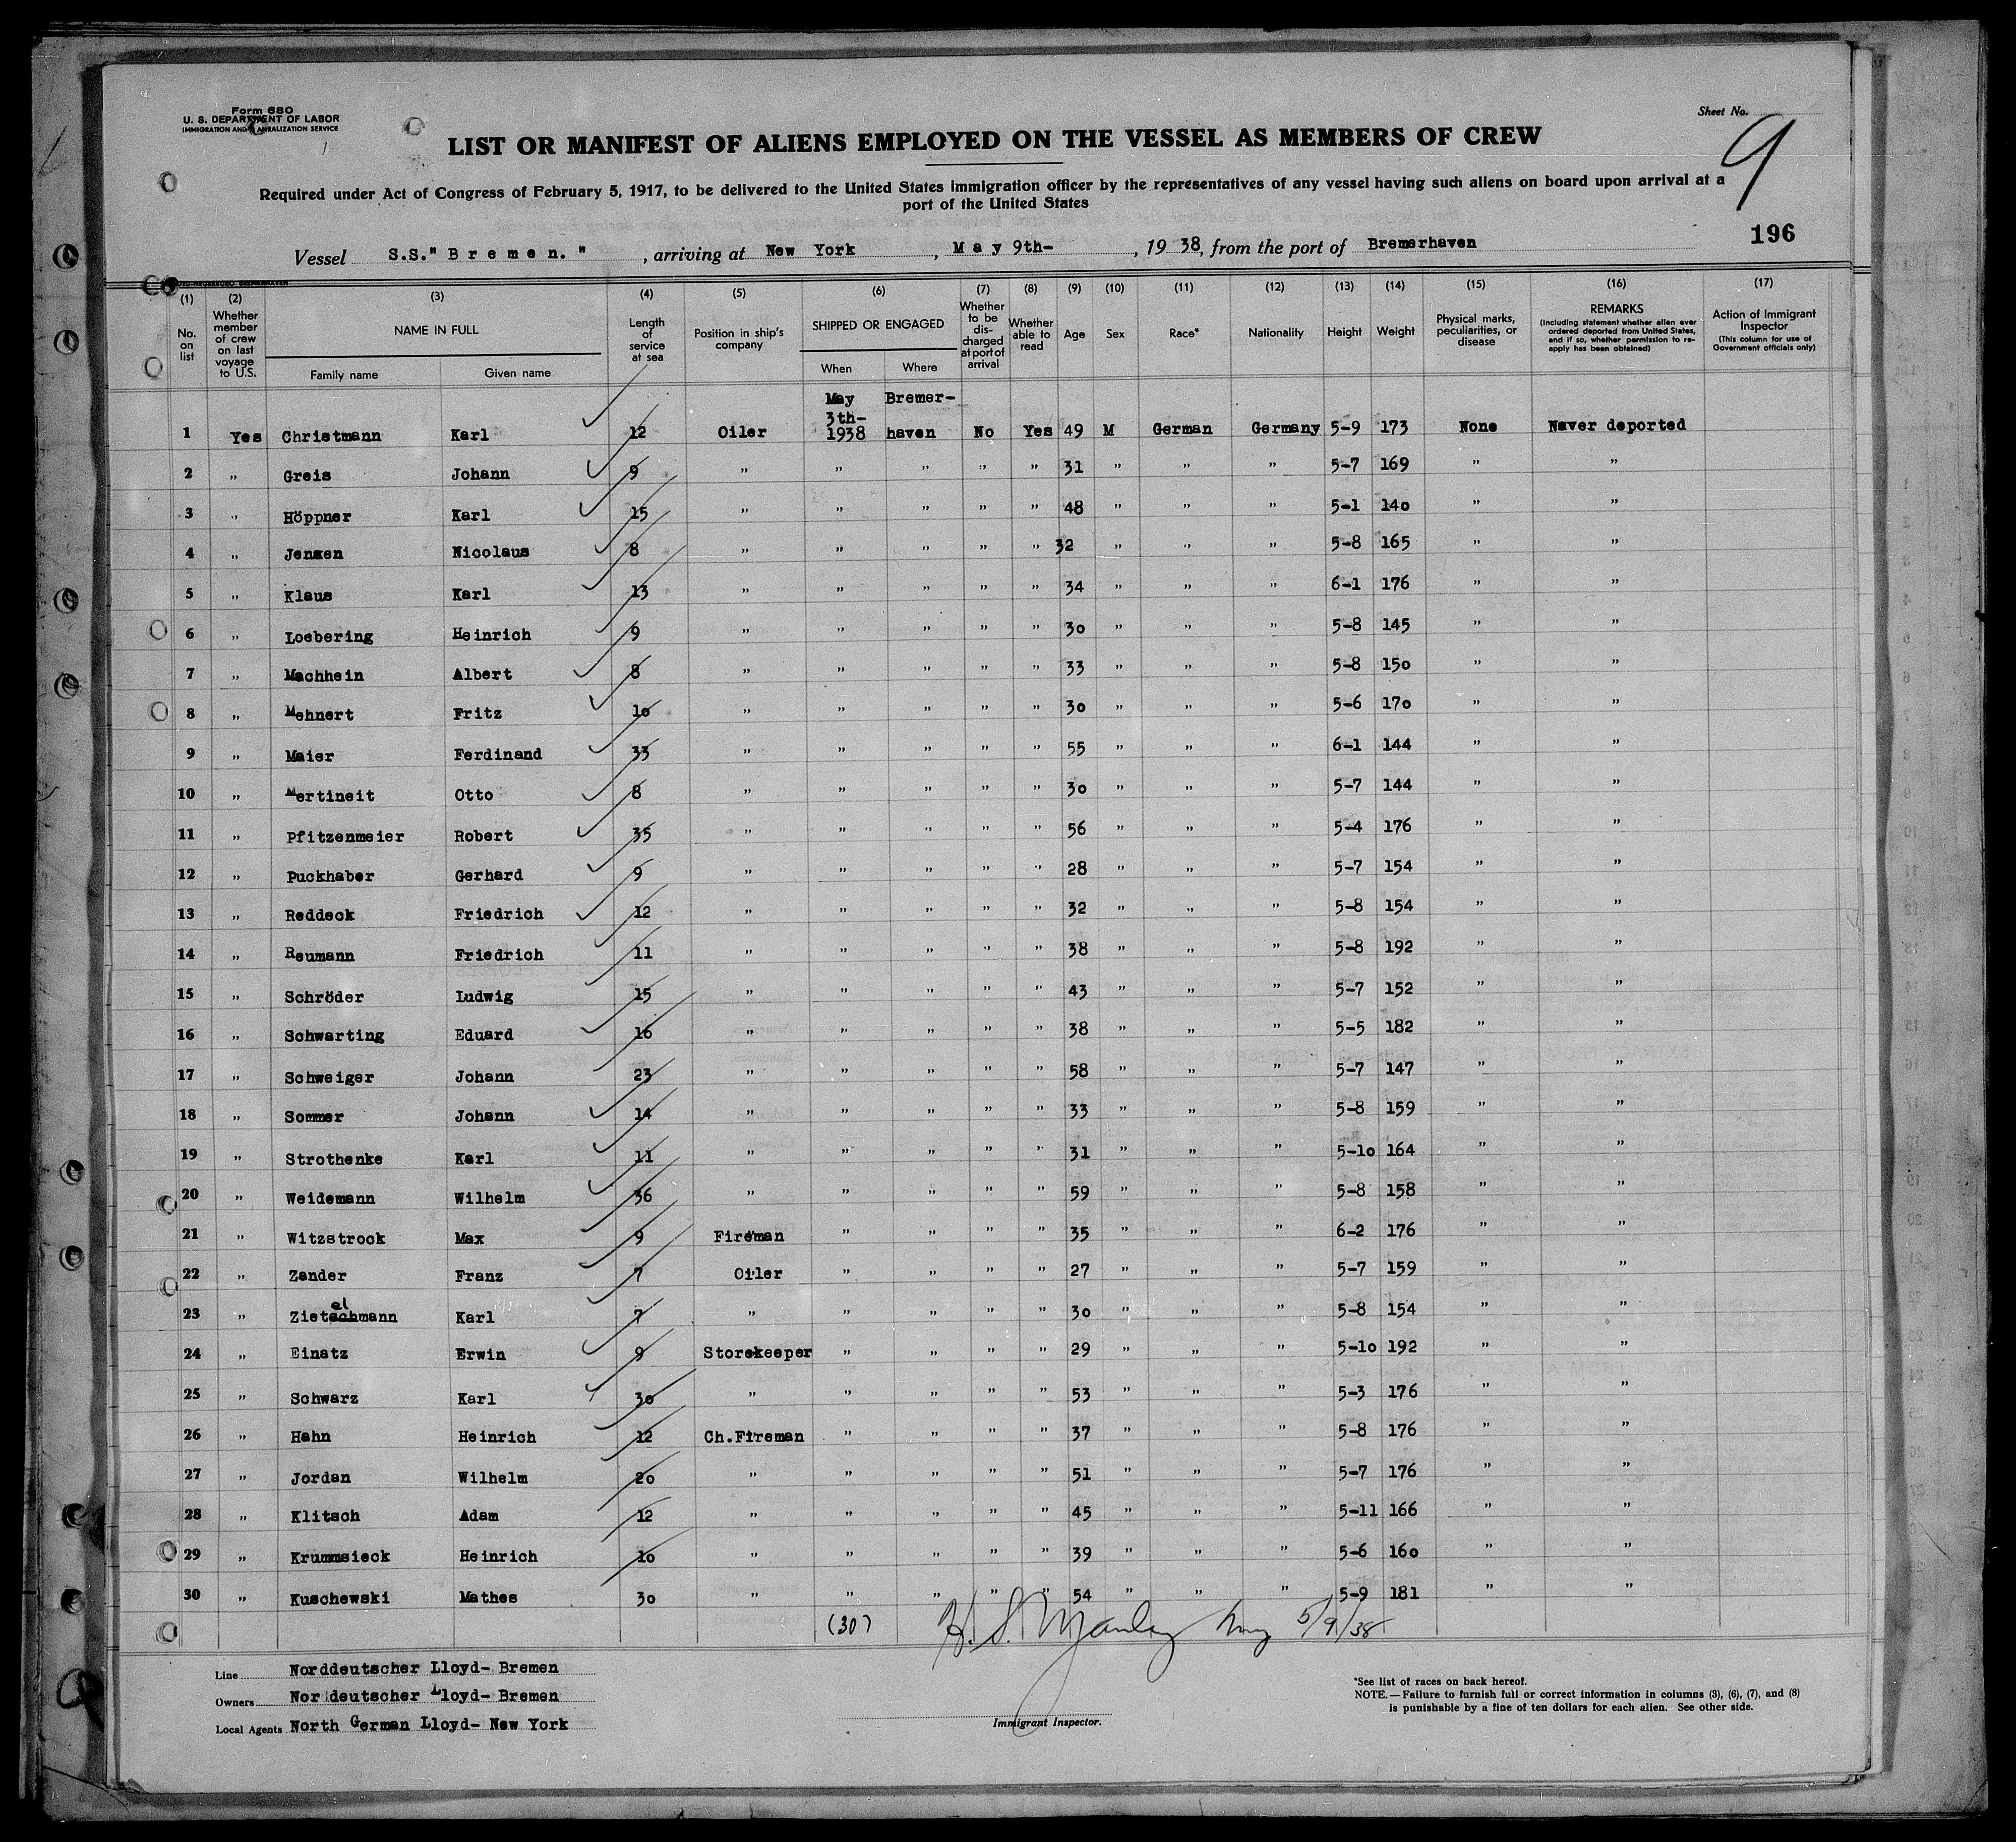 Form 680
U. S. DEPARTMENT OF LABOR
IMMIGRATION AND NATURALIZATION SERVICE
Sheet No. 9
LIST OR MANIFEST OF ALIENS EMPLOYED ON THE VESSEL AS MEMBERS OF CREW
Required under Act of Congress of February 5, 1917, to be delivered to the United States immigration officer by the representatives of any vessel having such aliens on board upon arrival at a
port of the United States
196
Vessel S.S." B r e m e n. " , arriving at New York , M a y 9th- , 19 38, from the port of Bremerhaven
(1) (2) (3) (4) (5) (6) (7) (8) (9) (10) (11) (12) (13) (14) (15) (16) (17)
No. on list
Whether member of crew on last voyage to U.S.
NAME IN FULL
Family name Given name
Length of service at sea
Position in ship's company
SHIPPED OR ENGAGED
When Where
Whether to be discharged at port of arrival
Whether able to read
Age
Sex
Race*
Nationality
Height
Weight
Physical marks, peculiarities, or disease
REMARKS
(Including statement whether alien ever ordered deported from United States, and if so, whether permission to re-apply has been obtained)
Action of Immigrant Inspector
(This column for use of Government officials only)
1 Yes Christmann Karl 12 Oiler May 3th- 1938 Bremer-haven No Yes 49 M German Germany 5-9 173 None Never deported
2 " Greis Johann 9 " " " " " 31 " " " 5-7 169 " "
3 " Höppner Karl 15 " " " " " 48 " " " 5-1 140 " "
4 " Jensen Nicolaus 8 " " " " " 32 " " " 5-8 165 " "
5 " Klaus Karl 13 " " " " " 34 " " " 6-1 176 " "
6 " Loebering Heinrich 9 " " " " " 30 " " " 5-8 145 " "
7 " Machhein Albert 8 " " " " " 33 " " " 5-8 150 " "
8 " Mehnert Fritz 10 " " " " " 30 " " " 5-6 170 " "
9 " Maier Ferdinand 33 " " " " " 55 " " " 6-1 144 " "
10 " Mertineit Otto 8 " " " " " 30 " " " 5-7 144 " "
11 " Pfitzenmeier Robert 35 " " " " " 56 " " " 5-4 176 " "
12 " Puckhaber Gerhard 9 " " " " " 28 " " " 5-7 154 " "
13 " Reddeck Friedrich 12 " " " " " 32 " " " 5-8 154 " "
14 " Reumann Friedrich 11 " " " " " 38 " " " 5-8 192 " "
15 " Schröder Ludwig 15 " " " " " 43 " " " 5-7 152 " "
16 " Schwarting Eduard 16 " " " " " 38 " " " 5-5 182 " "
17 " Schweiger Johann 23 " " " " " 58 " " " 5-7 147 " "
18 " Sommer Johann 14 " " " " " 33 " " " 5-8 159 " "
19 " Strothenke Karl 11 " " " " " 31 " " " 5-10 164 " "
20 " Weidemann Wilhelm 36 " " " " " 59 " " " 5-8 158 " "
21 " Witzstrock Max 9 Fireman " " " " 35 " " " 6-2 176 " "
22 " Zander Franz 7 Oiler " " " " 27 " " " 5-7 159 " "
el
23 " Zietschmann Karl 7 " " " " " 30 " " " 5-8 154 " "
24 " Einatz Erwin 9 Storekeeper " " " " 29 " " " 5-10 192 " "
25 " Schwarz Karl 30 " " " " " 53 " " " 5-3 176 " "
26 " Hahn Heinrich 12 Ch.Fireman " " " " 37 " " " 5-8 176 " "
27 " Jordan Wilhelm 20 " " " " " 51 " " " 5-7 176 " "
28 " Klitsch Adam 12 " " " " " 45 " " " 5-11 166 " "
29 " Krummsieck Heinrich 10 " " " " " 39 " " " 5-6 160 " "
30 " Kuschewski Mathes 30 " " " " " 54 " " " 5-9 181 " "
(30) H. S. Manley 5/9/38
Line Norddeutscher Lloyd- Bremen
Owners Nor deutscher Lloyd- Bremen
Local Agents North German Lloyd- New York
Immigrant Inspector.
*See list of races on back hereof.
NOTE.—Failure to furnish full or correct information in columns (3), (6), (7), and (8)
is punishable by a fine of ten dollars for each alien. See other side.